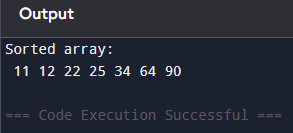 Output
Sorted array:
11 12 22 25 34 64 90
=== Code Execution Successful ===